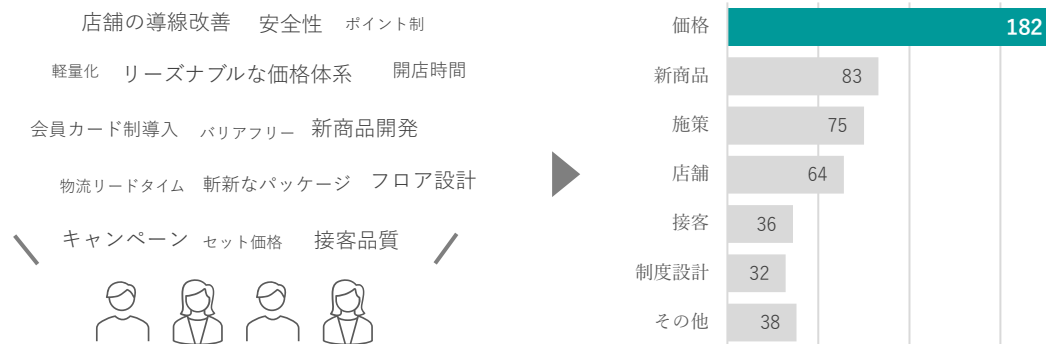 店舗の導線改善 安全性 ポイント制
軽量化 リーズナブルな価格体系 開店時間
会員カード制導入 バリアフリー 新商品開発
物流リードタイム 斬新なパッケージ フロア設計
キャンペーン セット価格 接客品質
価格 182
新商品 83
施策 75
店舗 64
接客 36
制度設計 32
その他 38